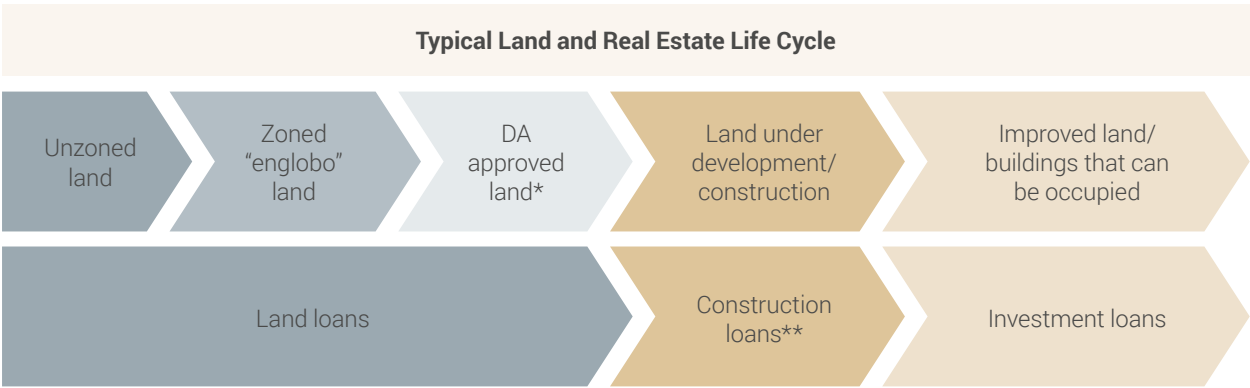 Typical Land and Real Estate Life Cycle
Unzoned
land
Zoned
“englobo”
land
DA
approved
land*
Land under
development/
construction
Improved land/
buildings that can
be occupied
Land loans
Construction
loans**
Investment loans